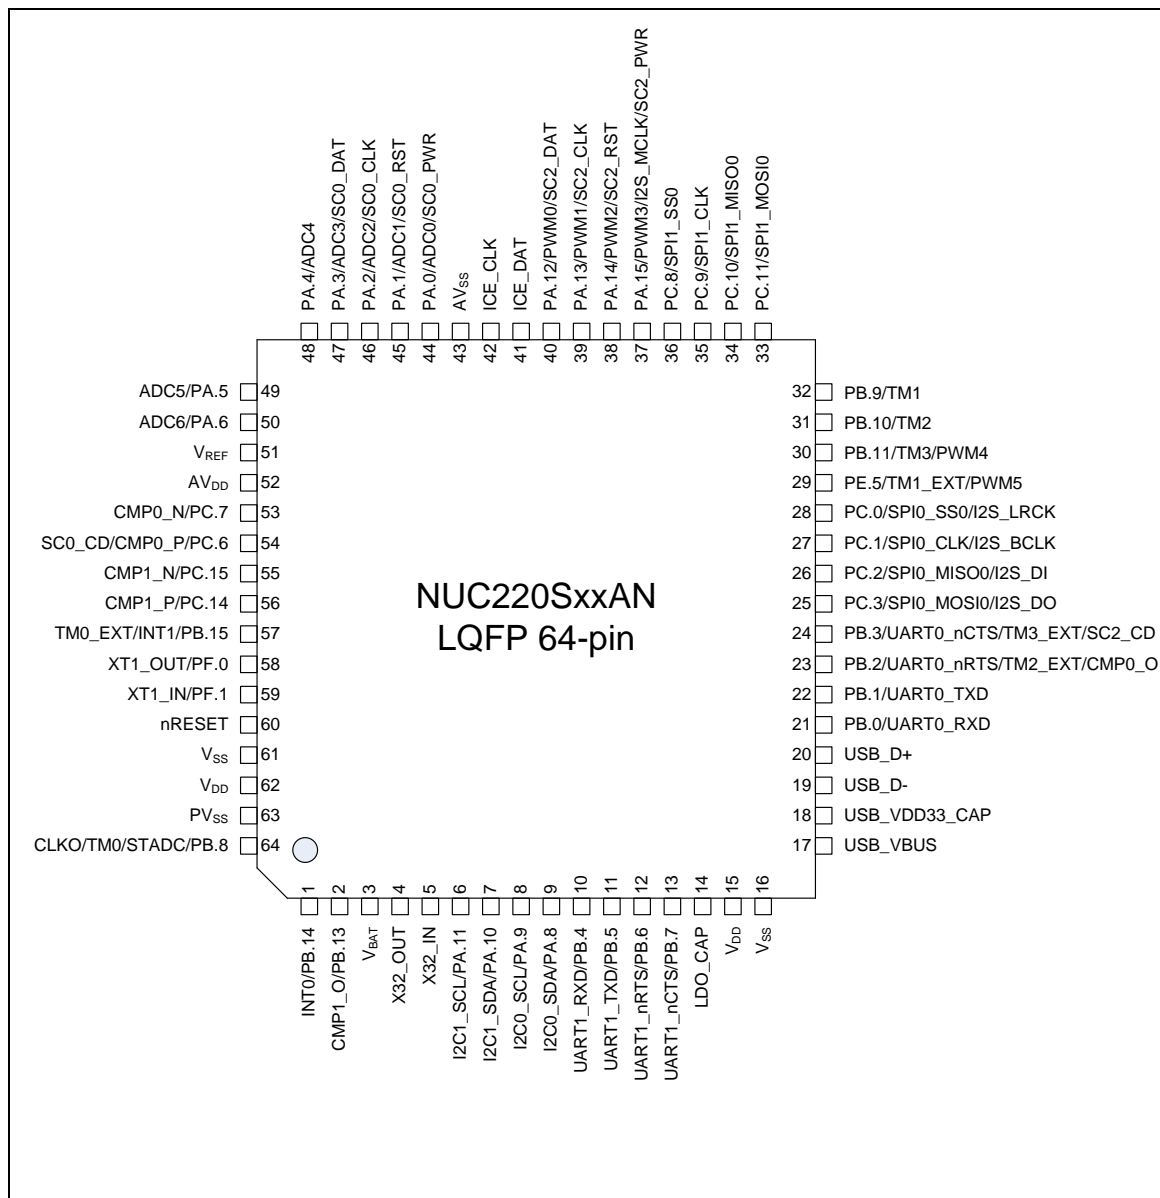 PA.4/ADC4
PA.3/ADC3/SC0_DAT
PA.2/ADC2/SC0_CLK
PA.1/ADC1/SC0_RST
PA.0/ADC0/SC0_PWR
AVSS
ICE_CLK
ICE_DAT
PA.12/PWM0/SC2_DAT
PA.13/PWM1/SC2_CLK
PA.14/PWM2/SC2_RST
PA.15/PWM3/I2S_MCLK/SC2_PWR
PC.8/SPI1_SS0
PC.9/SPI1_CLK
PC.10/SPI1_MISO0
PC.11/SPI1_MOSI0
48 47 46 45 44 43 42 41 40 39 38 37 36 35 34 33
ADC5/PA.5 49
ADC6/PA.6 50
VREF 51
AVDD 52
CMP0_N/PC.7 53
SC0_CD/CMP0_P/PC.6 54
CMP1_N/PC.15 55
CMP1_P/PC.14 56
TM0_EXT/INT1/PB.15 57
XT1_OUT/PF.0 58
XT1_IN/PF.1 59
nRESET 60
VSS 61
VDD 62
PVSS 63
CLKO/TM0/STADC/PB.8 64
NUC220SxxAN
LQFP 64-pin
32 PB.9/TM1
31 PB.10/TM2
30 PB.11/TM3/PWM4
29 PE.5/TM1_EXT/PWM5
28 PC.0/SPI0_SS0/I2S_LRCK
27 PC.1/SPI0_CLK/I2S_BCLK
26 PC.2/SPI0_MISO0/I2S_DI
25 PC.3/SPI0_MOSI0/I2S_DO
24 PB.3/UART0_nCTS/TM3_EXT/SC2_CD
23 PB.2/UART0_nRTS/TM2_EXT/CMP0_O
22 PB.1/UART0_TXD
21 PB.0/UART0_RXD
20 USB_D+
19 USB_D-
18 USB_VDD33_CAP
17 USB_VBUS
1 2 3 4 5 6 7 8 9 10 11 12 13 14 15 16
INT0/PB.14
CMP1_O/PB.13
VBAT
X32_OUT
X32_IN
I2C1_SCL/PA.11
I2C1_SDA/PA.10
I2C0_SCL/PA.9
I2C0_SDA/PA.8
UART1_RXD/PB.4
UART1_TXD/PB.5
UART1_nRTS/PB.6
UART1_nCTS/PB.7
LDO_CAP
VDD
VSS